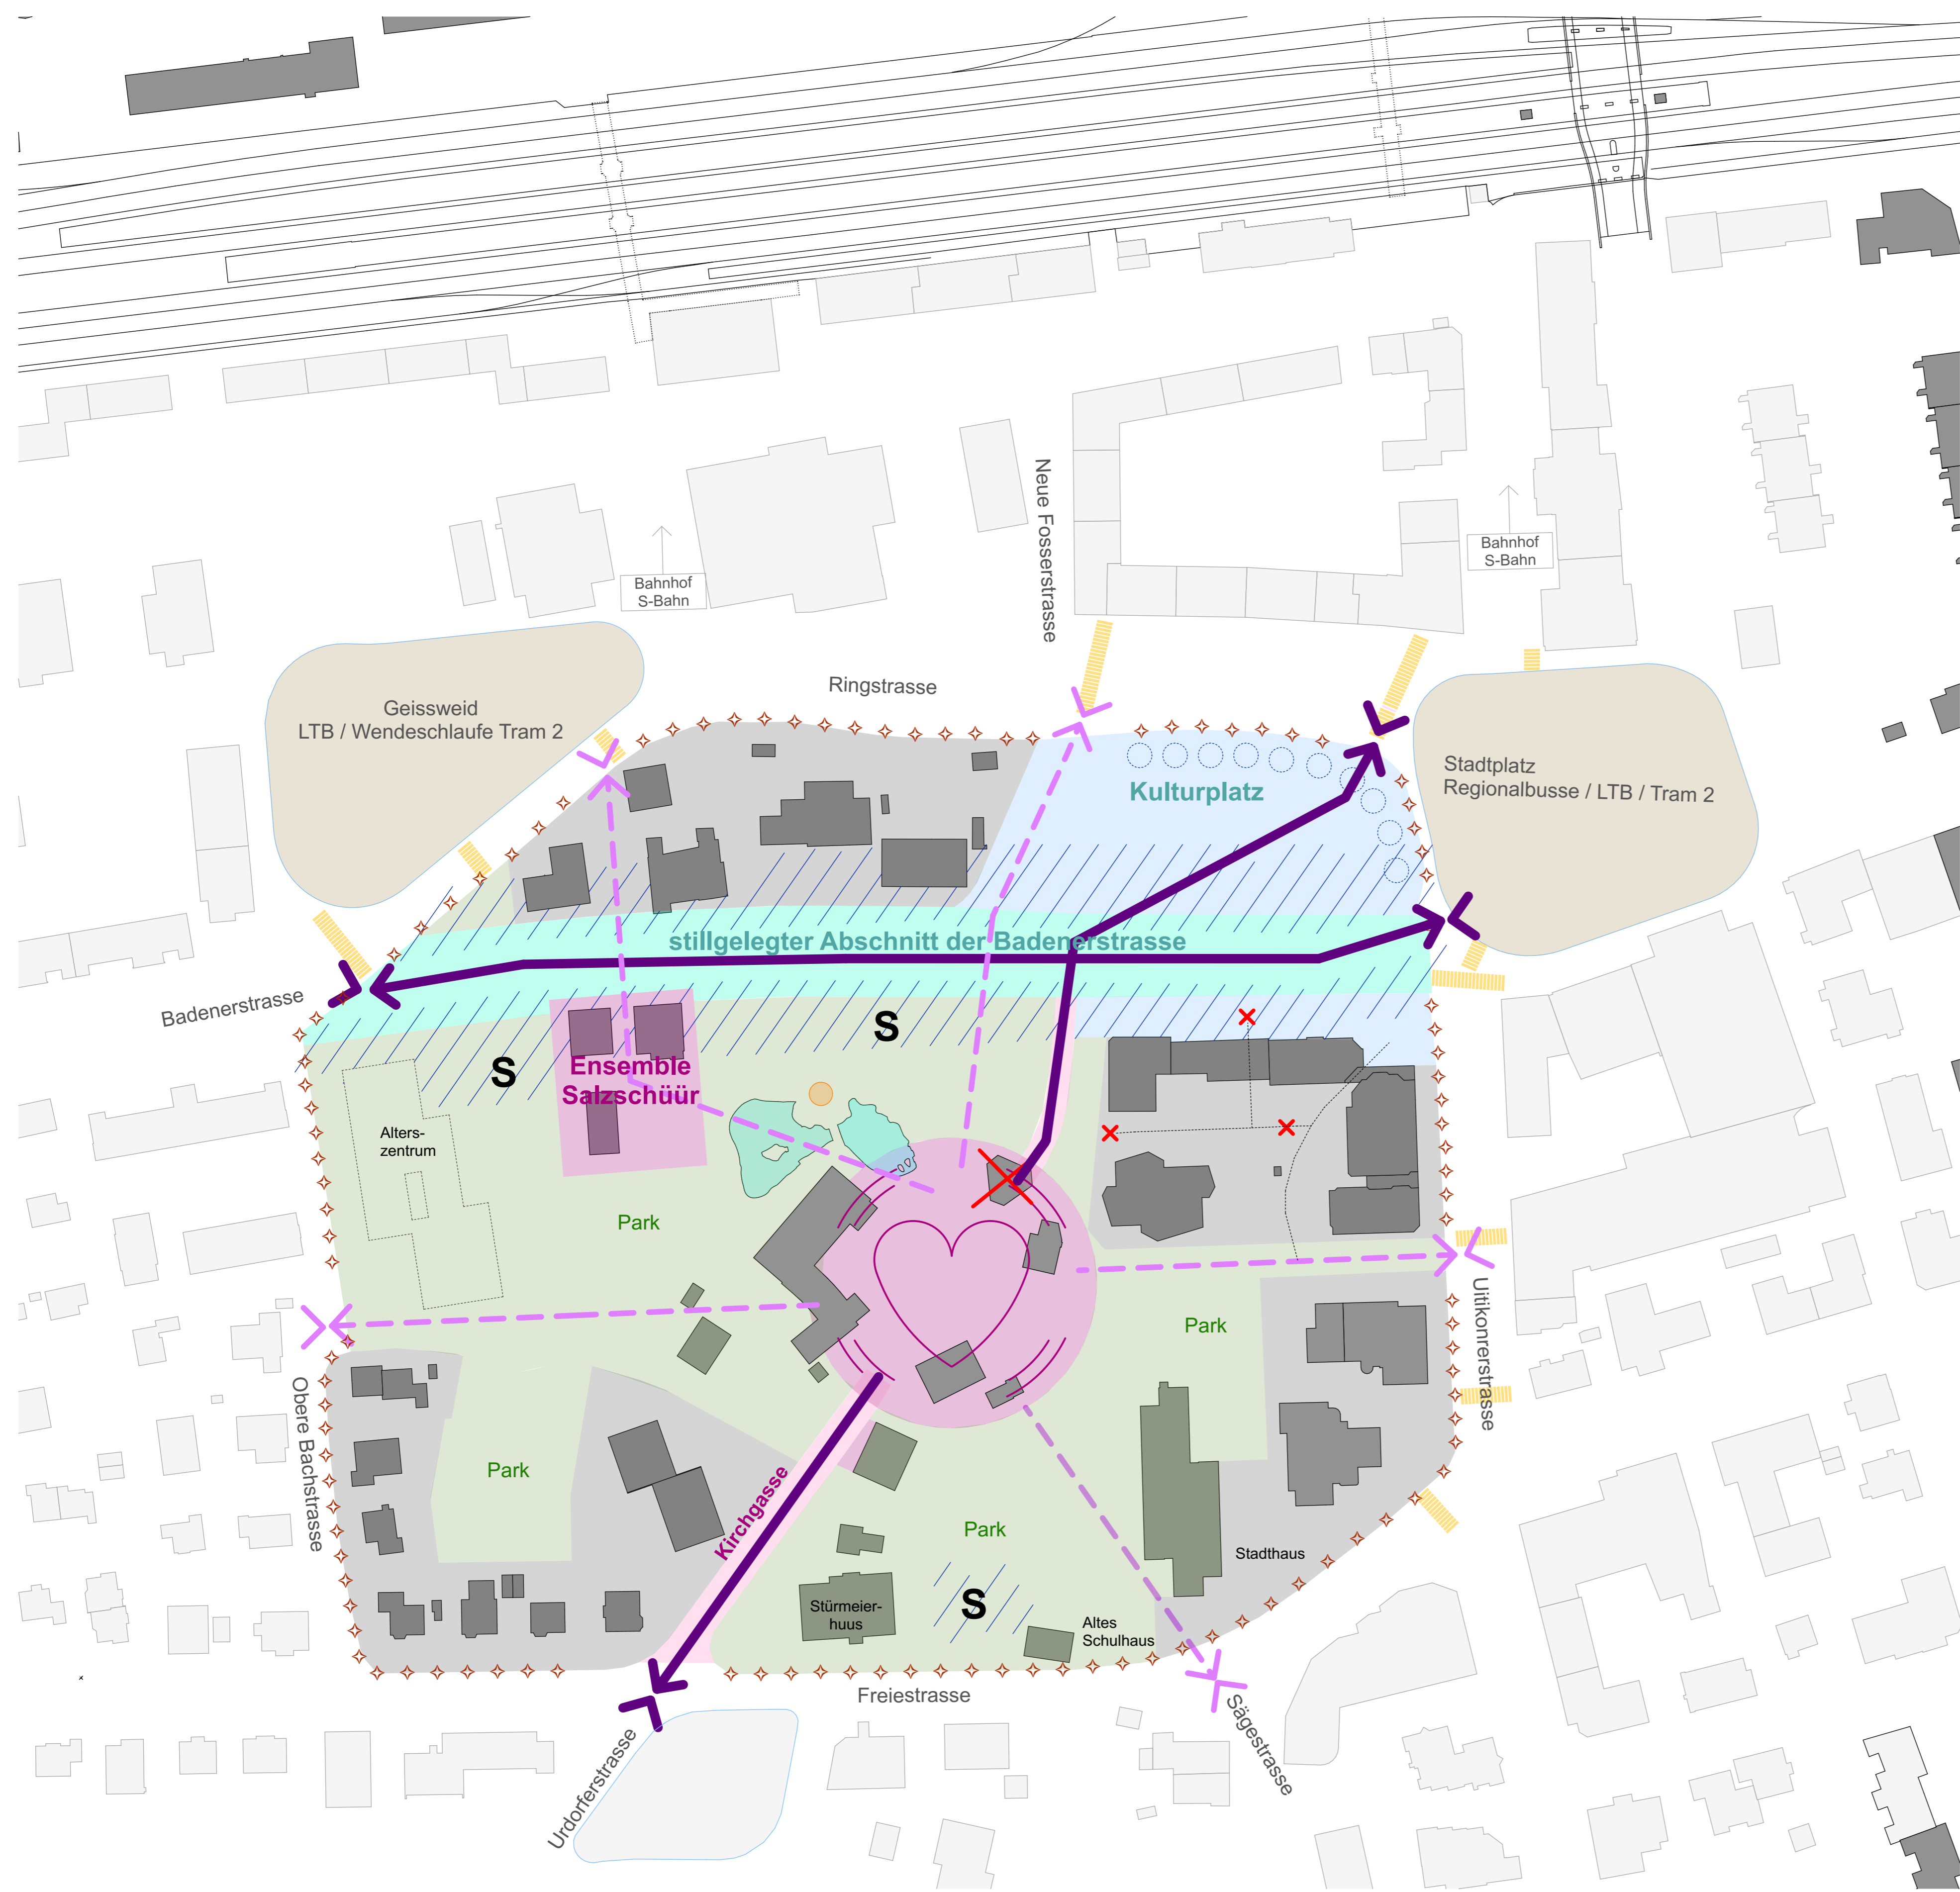 Neue Fosserstrasse
Bahnhof
S-Bahn
Bahnhof
S-Bahn
Ringstrasse
Geissweid
LTB / Wendeschlaufe Tram 2
Stadtplatz
Regionalbusse / LTB / Tram 2
Kulturplatz
stillgelegter Abschnitt der Badenerstrasse
Badenerstrasse
S
S
Ensemble
Salzschüür
Alters-
zentrum
Park
Park
Uitikonrerstrasse
Obere Bachstrasse
Park
Kirchgasse
Park
Stadthaus
Stürmeier-
huus
S
Altes
Schulhaus
Freiestrasse
Sägestrasse
Urdorferstrasse